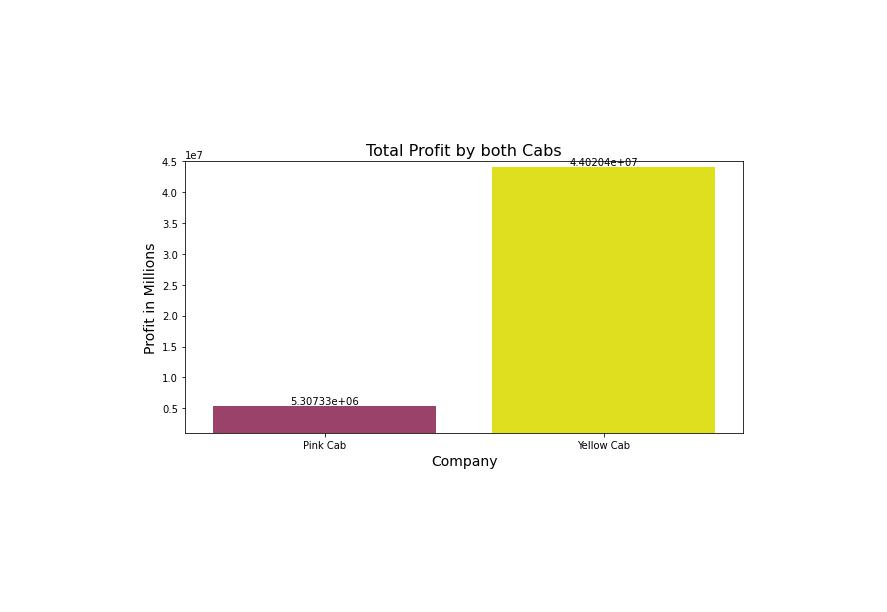 Total Profit by both Cabs
1e7
4.5
4.0
3.5
3.0
2.5
2.0
1.5
1.0
0.5
Profit in Millions
4.40204e+07
5.30733e+06
Pink Cab
Yellow Cab
Company